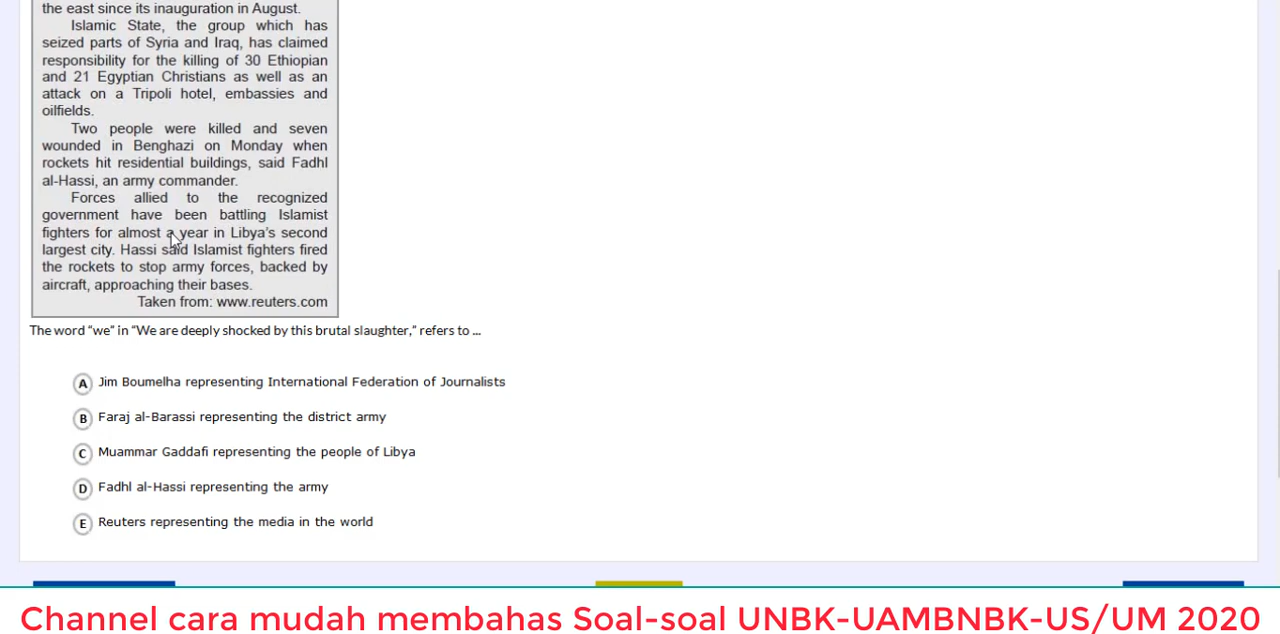 the east since its inauguration in August.
Islamic State, the group which has
seized parts of Syria and Iraq, has claimed
responsibility for the killing of 30 Ethiopian
and 21 Egyptian Christians as well as an
attack on a Tripoli hotel, embassies and
oilfields.
Two people were killed and seven
wounded in Benghazi on Monday when
rockets hit residential buildings, said Fadhl
al-Hassi, an army commander.
Forces allied to the recognized
government have been battling Islamist
fighters for almost a year in Libya's second
largest city. Hassi said Islamist fighters fired
the rockets to stop army forces, backed by
aircraft, approaching their bases.
Taken from: www.reuters.com
The word "we" in "We are deeply shocked by this brutal slaughter," refers to ...
A Jim Boumelha representing International Federation of Journalists
B Faraj al-Barassi representing the district army
C Muammar Gaddafi representing the people of Libya
D Fadhl al-Hassi representing the army
E Reuters representing the media in the world
Channel cara mudah membahas Soal-soal UNBK-UAMBNBK-US/UM 2020